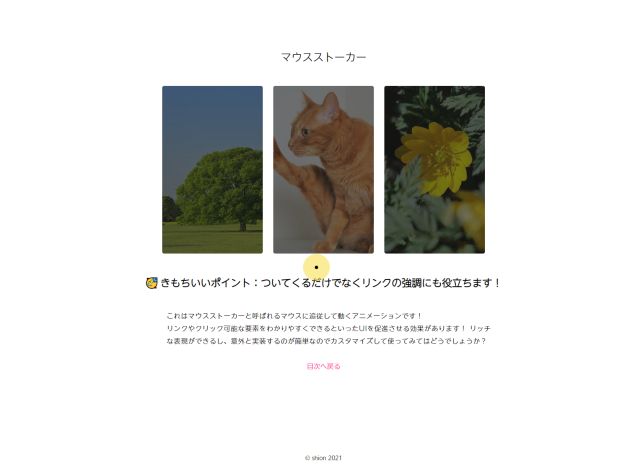 マウスストーカー
きもちいいポイント：ついてくるだけでなくリンクの強調にも役立ちます！
これはマウスストーカーと呼ばれるマウスに追従して動くアニメーションです！
リンクやクリック可能な要素をわかりやすくできるといったUIを促進させる効果があります！ リッチ
な表現ができるし、意外と実装するのが簡単なのでカスタマイズして使ってみてはどうでしょうか？
目次へ戻る
© shion 2021